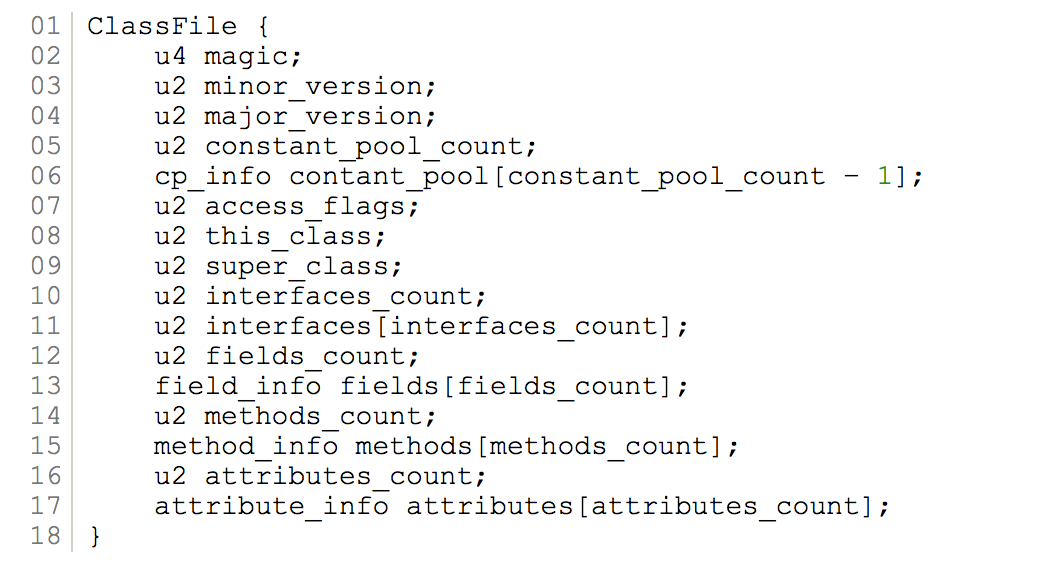 01 ClassFile {
02     u4 magic;
03     u2 minor_version;
04     u2 major_version;
05     u2 constant_pool_count;
06     cp_info contant_pool[constant_pool_count - 1];
07     u2 access_flags;
08     u2 this_class;
09     u2 super_class;
10     u2 interfaces_count;
11     u2 interfaces[interfaces_count];
12     u2 fields_count;
13     field_info fields[fields_count];
14     u2 methods_count;
15     method_info methods[methods_count];
16     u2 attributes_count;
17     attribute_info attributes[attributes_count];
18 }